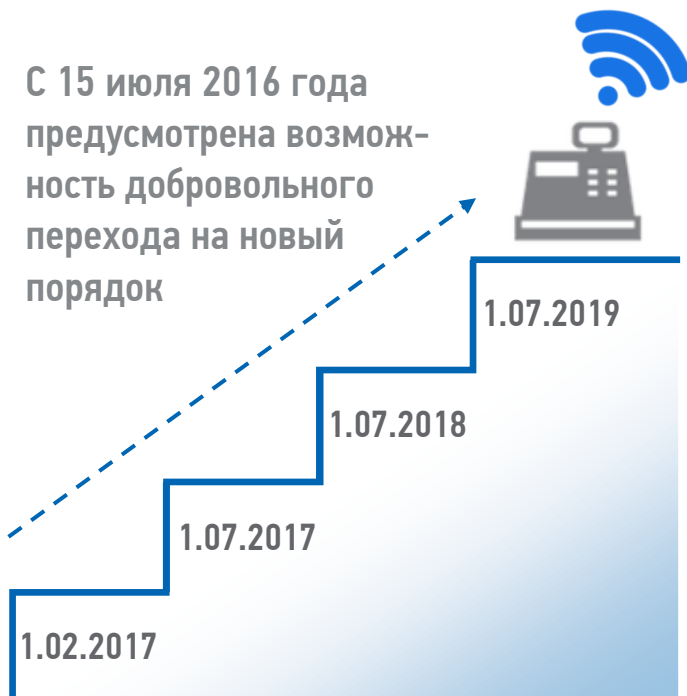 С 15 июля 2016 года
предусмотрена возмож-
ность добровольного
перехода на новый
порядок
1.07.2019
1.07.2018
1.07.2017
1.02.2017